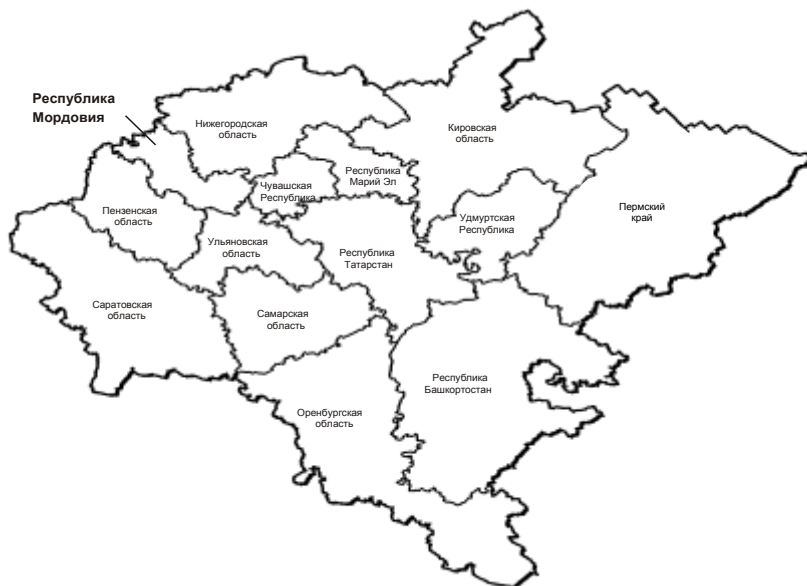 Республика
Мордовия
Нижегородская
область
Кировская
область
Чувашская
Республика
Республика
Марий Эл
Пермский
край
Пензенская
область
Удмуртская
Республика
Ульяновская
область
Республика
Татарстан
Саратовская
область
Самарская
область
Республика
Башкортостан
Оренбургская
область